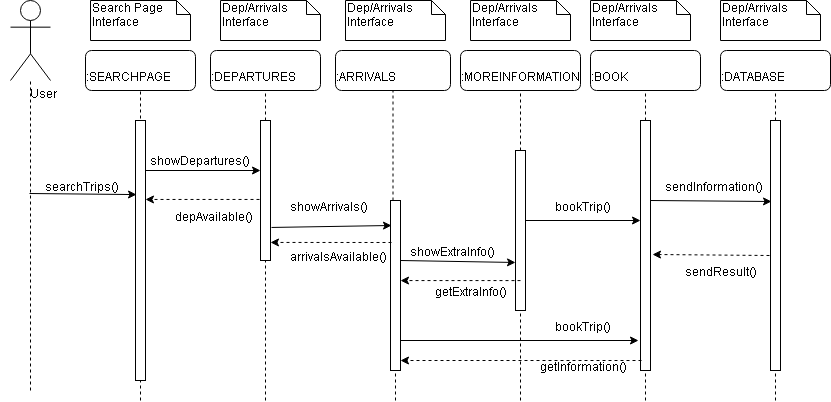 Search Page
Interface
Dep/Arrivals
Interface
Dep/Arrivals
Interface
Dep/Arrivals
Interface
Dep/Arrivals
Interface
Dep/Arrivals
Interface
:SEARCHPAGE
:DEPARTURES
:ARRIVALS
:MOREINFORMATION
:BOOK
:DATABASE
User
showDepartures()
searchTrips()
sendInformation()
depAvailable()
showArrivals()
bookTrip()
arrivalsAvailable()
showExtraInfo()
sendResult()
getExtraInfo()
bookTrip()
getInformation()